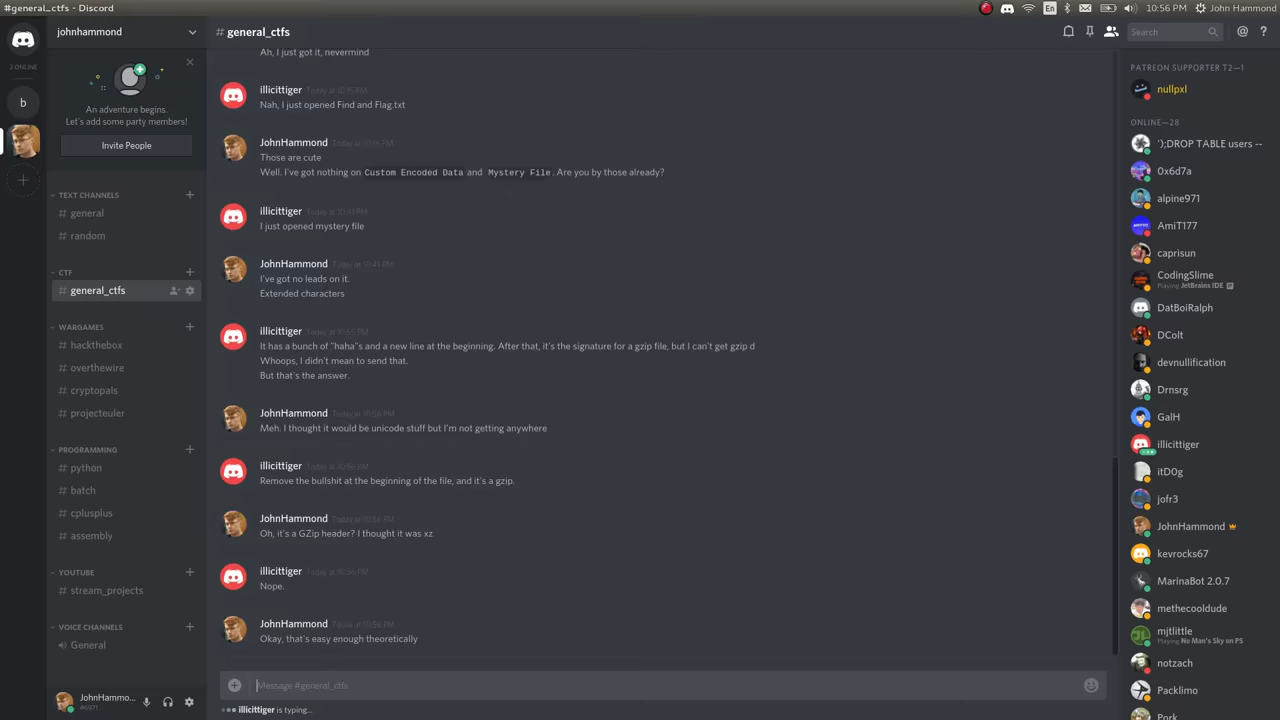 #general_ctfs - Discord
En
(2:10)
10:56 PM
John Hammond
2 ONLINE
b
johnhammond
An adventure begins.
Let's add some party members!
Invite People
TEXT CHANNELS
# general
# random
CTF
# general_ctfs
WARGAMES
# hackthebox
# overthewire
# cryptopals
# projecteuler
PROGRAMMING
# python
# batch
# cplusplus
# assembly
YOUTUBE
# stream_projects
VOICE CHANNELS
General
JohnHammo...
#6971
# general_ctfs
Search
Ah, I just got it, nevermind
illicittiger Today at 10:15 PM
Nah, I just opened Find and Flag.txt
JohnHammond
Those are cute
Well. I've got nothing on Custom Encoded Data and Mystery File. Are you by those already?
illicittiger Today at 10:41 PM
I just opened mystery file
JohnHammond Today at 10:41 PM
I've got no leads on it.
Extended characters
illicittiger Today at 10:55 PM
It has a bunch of "haha"s and a new line at the beginning. After that, it's the signature for a gzip file, but I can't get gzip d
Whoops, I didn't mean to send that.
But that's the answer.
JohnHammond Today at 10:56 PM
Meh. I thought it would be unicode stuff but I'm not getting anywhere
illicittiger Today at 10:56 PM
Remove the bullshit at the beginning of the file, and it's a gzip.
JohnHammond Today at 10:56 PM
Oh, it's a GZip header? I thought it was xz
illicittiger Today at 10:56 PM
Nope.
JohnHammond Today at 10:56 PM
Okay, that's easy enough theoretically
Message #general_ctfs
illicittiger is typing...
PATREON SUPPORTER T2—1
nullpxl
ONLINE—28
');DROP TABLE users --
0x6d7a
alpine971
AmiT177
caprisun
CodingSlime
Playing JetBrains IDE
DatBoiRalph
DColt
devnullification
Drnsrg
GalH
illicittiger
itD0g
jofr3
JohnHammond
kevrocks67
MarinaBot 2.0.7
methecooldude
mjtlittle
Playing No Man's Sky on PS
notzach
Packlimo
Pork